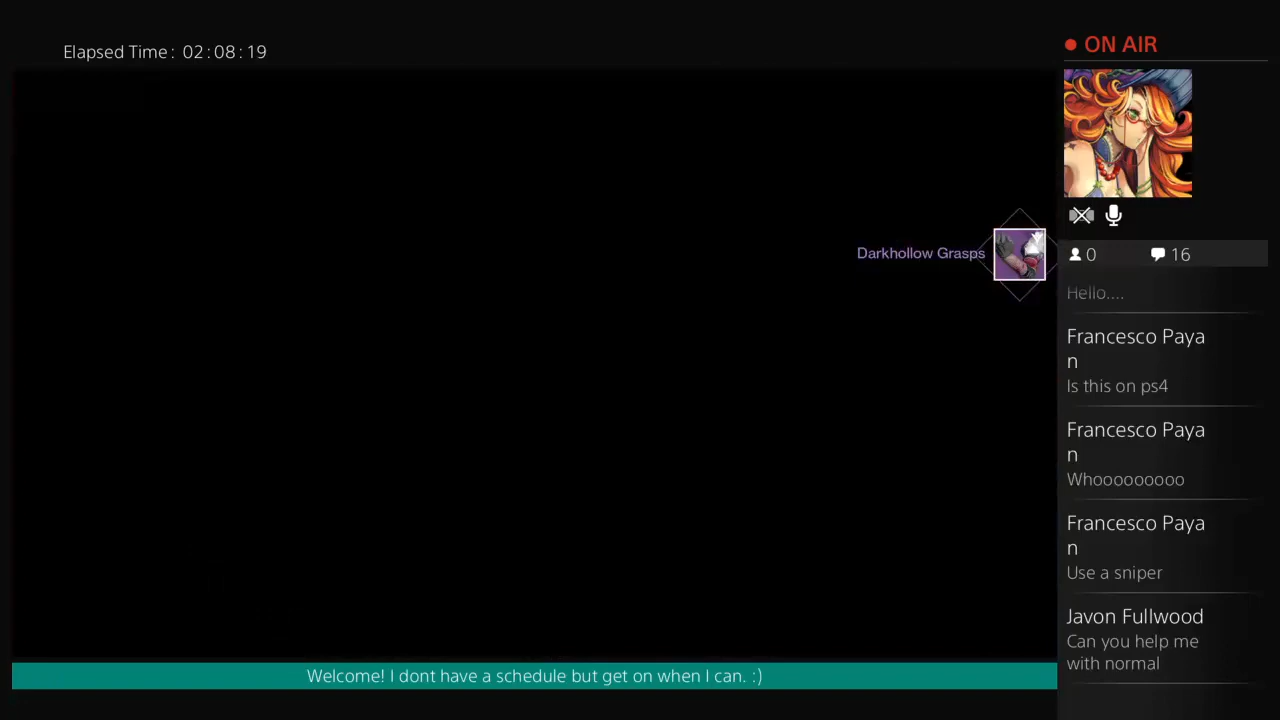 Elapsed Time: 02:08:19
ON AIR
Darkhollow Grasps
0 16
Hello....
Francesco Paya
n
Is this on ps4
Francesco Paya
n
Whooooooooo
Francesco Paya
n
Use a sniper
Javon Fullwood
Can you help me
with normal
Welcome! I dont have a schedule but get on when I can. :)